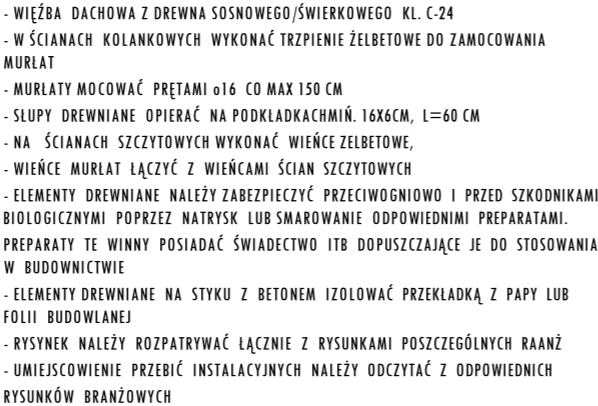 - WIĘŹBA DACHOWA Z DREWNA SOSNOWEGO/ŚWIERKOWEGO KL. C-24
- W ŚCIANACH KOLANKOWYCH WYKONAĆ TRZPIENIE ŻELBETOWE DO ZAMOCOWANIA
MURŁAT
- MURŁATY MOCOWAĆ PRĘTAMI o16 CO MAX 150 CM
- SŁUPY DREWNIANE OPIERAĆ NA PODKŁADKACHMIŃ. 16X6CM, L=60 CM
- NA ŚCIANACH SZCZYTOWYCH WYKONAĆ WIEŃCE ZELBETOWE,
- WIEŃCE MURŁAT ŁĄCZYĆ Z WIEŃCAMI ŚCIAN SZCZYTOWYCH
- ELEMENTY DREWNIANE NALEŻY ZABEZPIECZYĆ PRZECIWOGNIOWO I PRZED SZKODNIKAMI
BIOLOGICZNYMI POPRZEZ NATRYSK LUB SMAROWANIE ODPOWIEDNIMI PREPARATAMI.
PREPARATY TE WINNY POSIADAĆ ŚWIADECTWO ITB DOPUSZCZAJĄCE JE DO STOSOWANIA
W BUDOWNICTWIE
- ELEMENTY DREWNIANE NA STYKU Z BETONEM IZOLOWAĆ PRZEKŁADKĄ Z PAPY LUB
FOLII BUDOWLANEJ
- RYSYNEK NALEŻY ROZPATRYWAĆ ŁĄCZNIE Z RYSUNKAMI POSZCZEGÓLNYCH RAANŻ
- UMIEJSCOWIENIE PRZEBIĆ INSTALACYJNYCH NALEŻY ODCZYTAĆ Z ODPOWIEDNICH
RYSUNKÓW BRANŻOWYCH